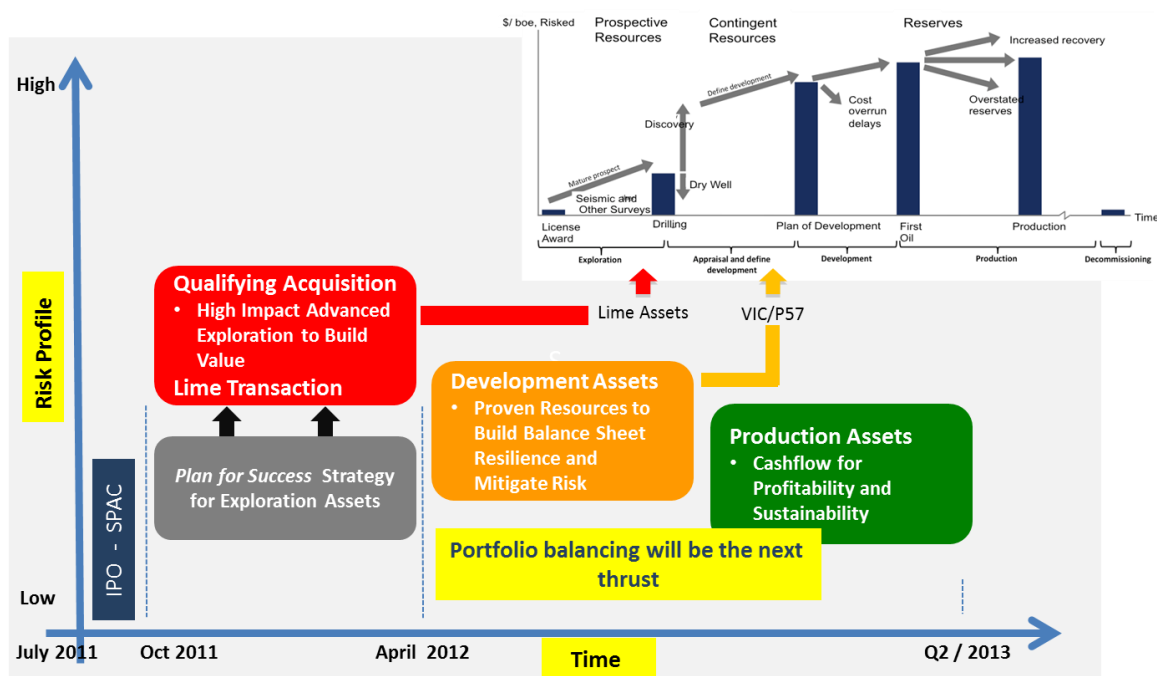 $/ boe, Risked
Prospective
Resources
Contingent
Resources
Reserves
Increased recovery
Define development
Cost
overrun
delays
Overstated
reserves
Discovery
Mature prospect
Dry Well
Seismic and
Other Surveys
Time
License
Award
Drilling
Plan of Development
First
Oil
Production
Exploration
Appraisal and define
development
Development
Production
Decommissioning
High
Risk Profile
Low
Qualifying Acquisition
• High Impact Advanced
Exploration to Build
Value
Lime Transaction
Lime Assets
VIC/P57
Plan for Success Strategy
for Exploration Assets
Development Assets
• Proven Resources to
Build Balance Sheet
Resilience and
Mitigate Risk
Production Assets
• Cashflow for
Profitability and
Sustainability
IPO - SPAC
Portfolio balancing will be the next
thrust
July 2011
Oct 2011
April 2012
Time
Q2 / 2013